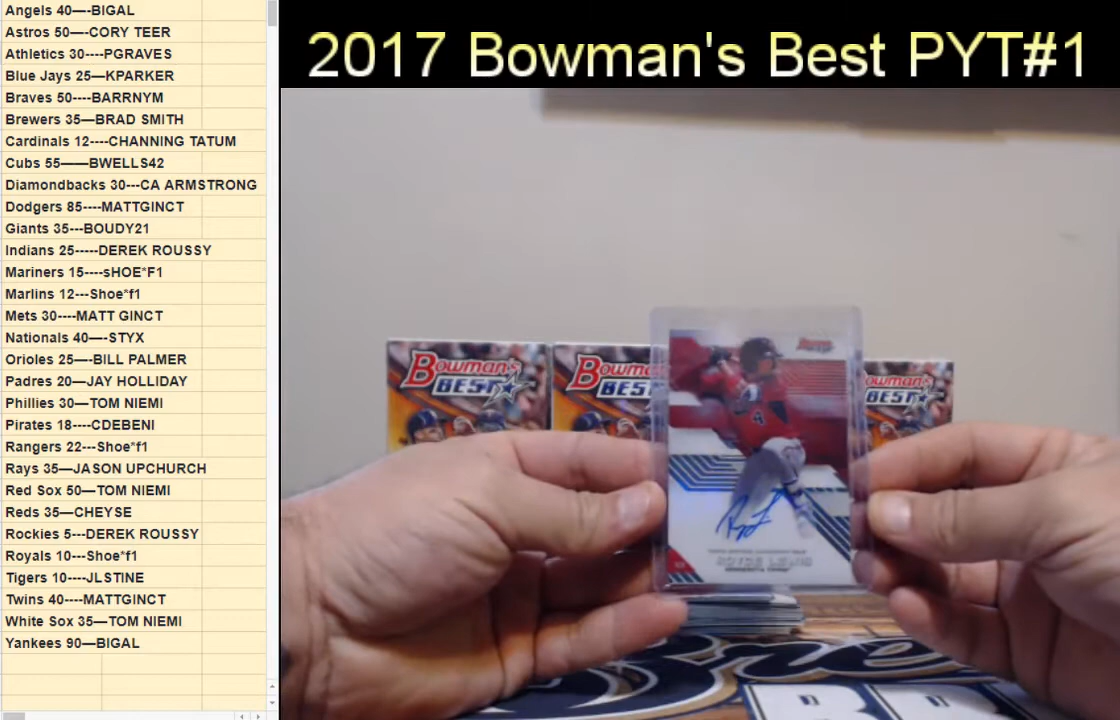 Angels 40—-BIGAL
Astros 50—-CORY TEER
Athletics 30----PGRAVES
Blue Jays 25—KPARKER
Braves 50----BARRNYM
Brewers 35—BRAD SMITH
Cardinals 12----CHANNING TATUM
Cubs 55——BWELLS42
Diamondbacks 30---CA ARMSTRONG
Dodgers 85----MATTGINCT
Giants 35---BOUDY21
Indians 25-----DEREK ROUSSY
Mariners 15----sHOE*F1
Marlins 12---Shoe*f1
Mets 30----MATT GINCT
Nationals 40—-STYX
Orioles 25—-BILL PALMER
Padres 20—JAY HOLLIDAY
Phillies 30—TOM NIEMI
Pirates 18----CDEBENI
Rangers 22---Shoe*f1
Rays 35—JASON UPCHURCH
Red Sox 50—TOM NIEMI
Reds 35—CHEYSE
Rockies 5---DEREK ROUSSY
Royals 10---Shoe*f1
Tigers 10----JLSTINE
Twins 40----MATTGINCT
White Sox 35—TOM NIEMI
Yankees 90—BIGAL
2017 Bowman's Best PYT#1
Bowman's
BEST
Bowman's
BEST
Bowman's
BEST
4
ROYCE LEWIS
MINNESOTA TWINS